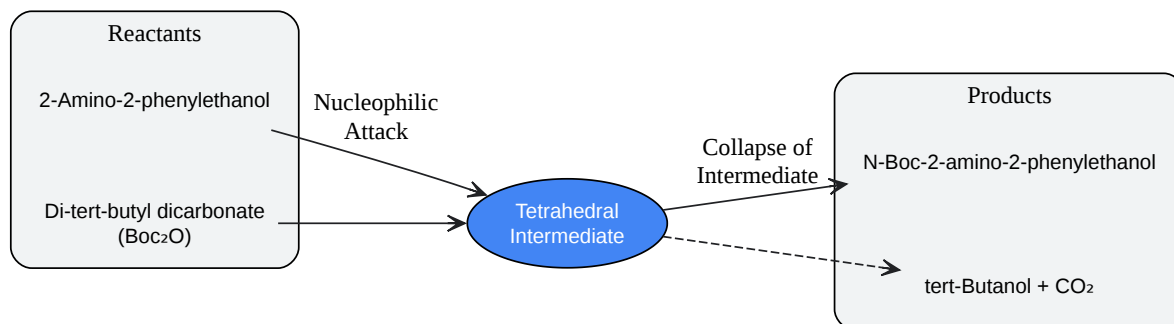 Reactants
2-Amino-2-phenylethanol
Di-tert-butyl dicarbonate
(Boc₂O)
Nucleophilic
Attack
Tetrahedral
Intermediate
Collapse of
Intermediate
Products
N-Boc-2-amino-2-phenylethanol
tert-Butanol + CO₂